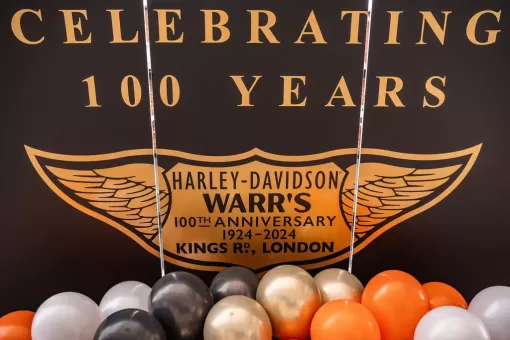 CELEBRATING
100 YEARS
HARLEY-DAVIDSON
WARR'S
100TH ANNIVERSARY
1924-2024
KINGS RD, LONDON